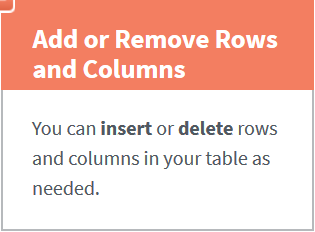 Add or Remove Rows
and Columns
You can insert or delete rows
and columns in your table as
needed.